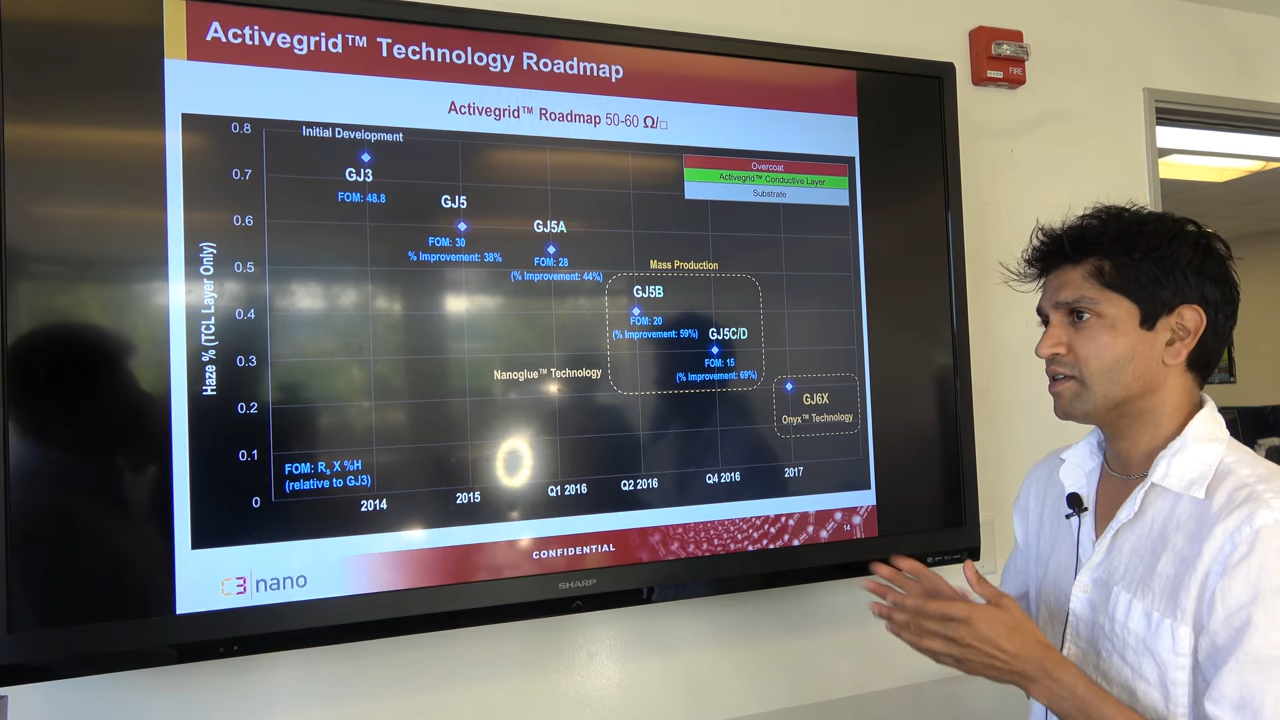 Activegrid™ Technology Roadmap
Activegrid™ Roadmap 50-60 Ω/□
Haze % (TCL Layer Only)
0.8
0.7
0.6
0.5
0.4
0.3
0.2
0.1
0
Initial Development
GJ3
FOM: 48.8
GJ5
FOM: 30
% Improvement: 38%
GJ5A
FOM: 28
(% Improvement: 44%)
Overcoat
Activegrid™ Conductive Layer
Substrate
Mass Production
GJ5B
FOM: 20
(% Improvement: 59%)
GJ5C/D
FOM: 15
(% Improvement: 69%)
Nanoglue™ Technology
GJ6X
Onyx™ Technology
FOM: Rs X %H
(relative to GJ3)
2014
2015
Q1 2016
Q2 2016
Q4 2016
2017
14
CONFIDENTIAL
C3 nano
SHARP
FIRE